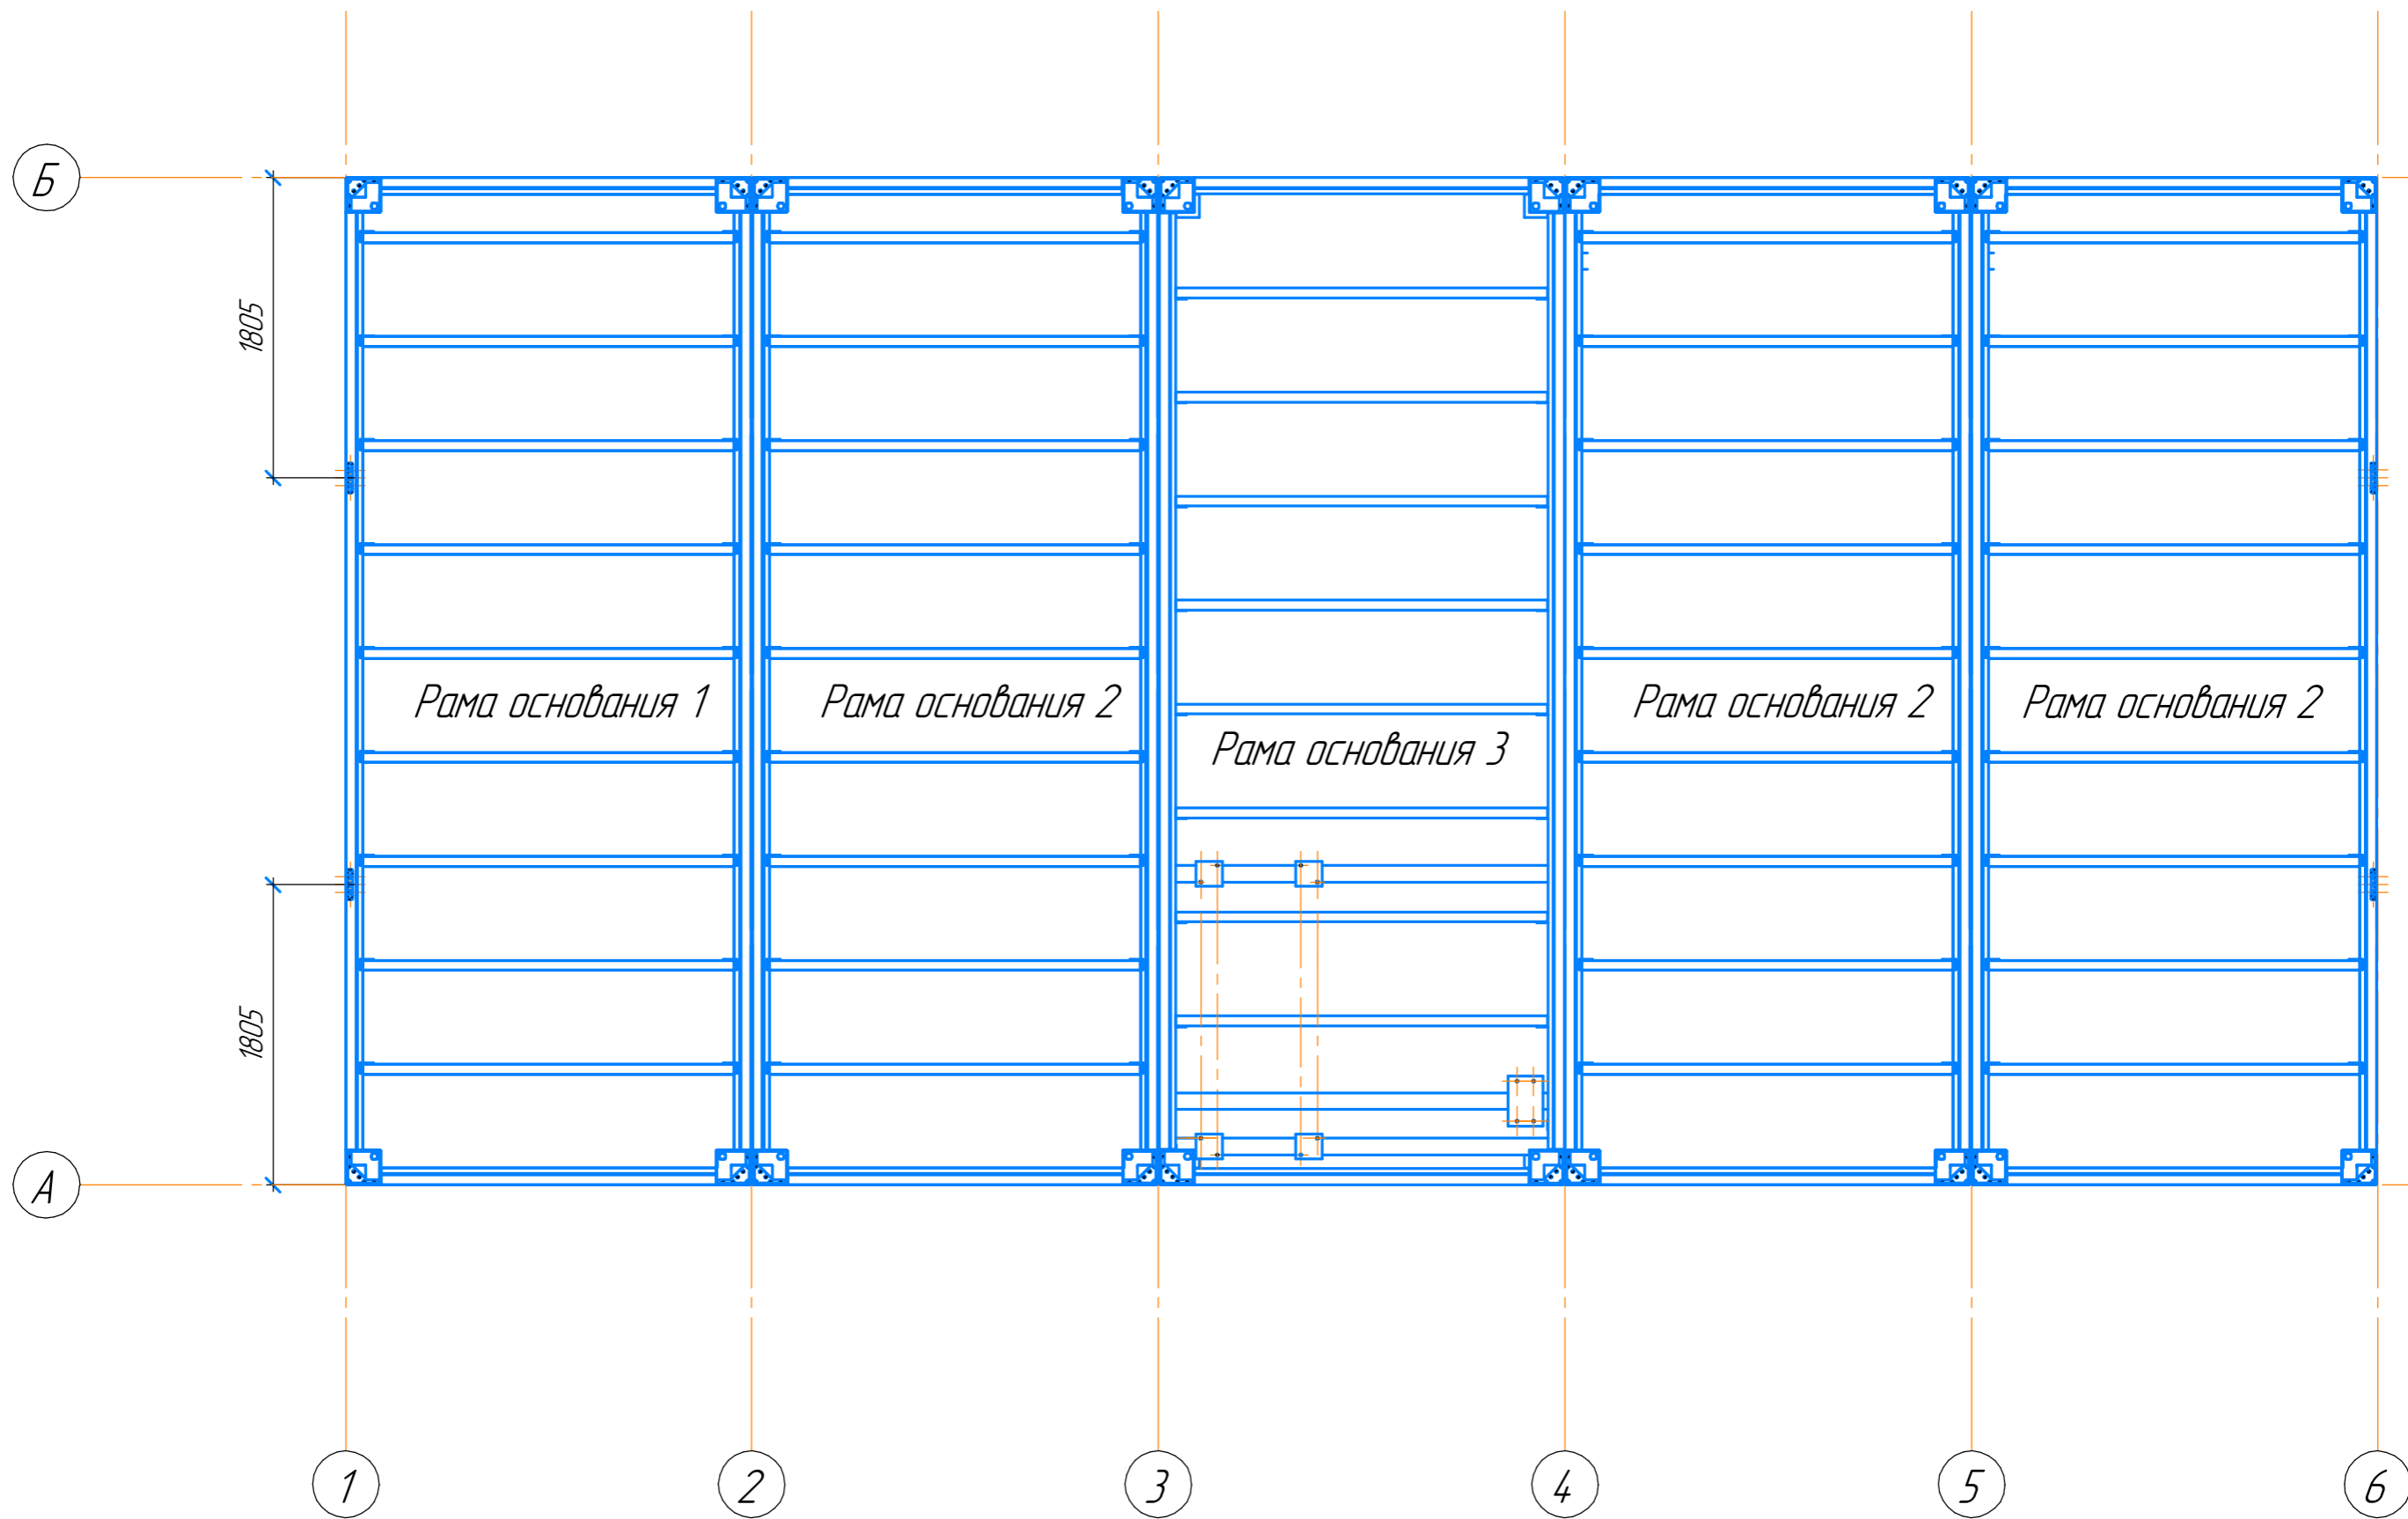 Б
1805
Рама основания 1
Рама основания 2
Рама основания 3
Рама основания 2
Рама основания 2
1805
А
1
2
3
4
5
6